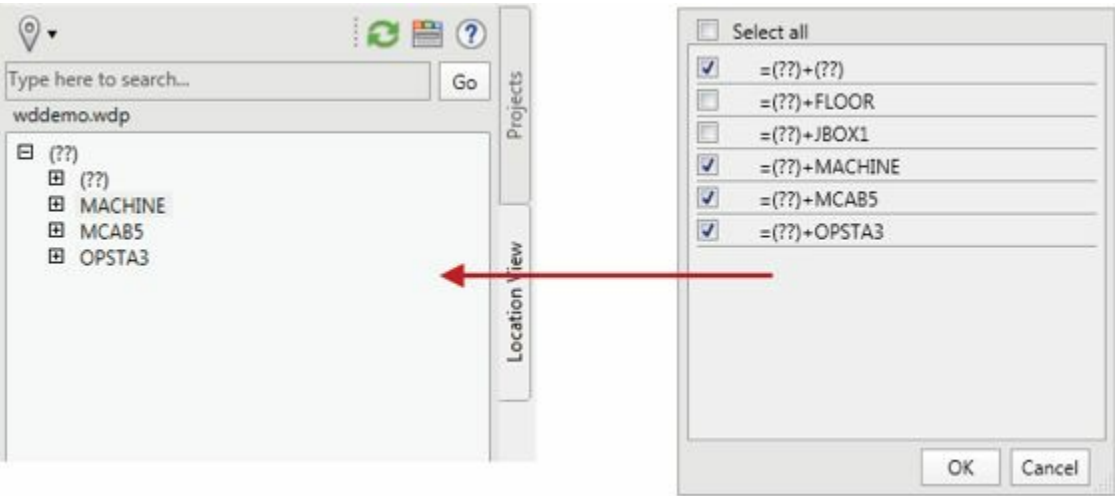 Type here to search...
Go
wddemo.wdp
(??)
(??)
MACHINE
MCAB5
OPSTA3
Projects
Location View
Select all
=(??)+(??)
=(??)+FLOOR
=(??)+JBOX1
=(??)+MACHINE
=(??)+MCAB5
=(??)+OPSTA3
OK
Cancel